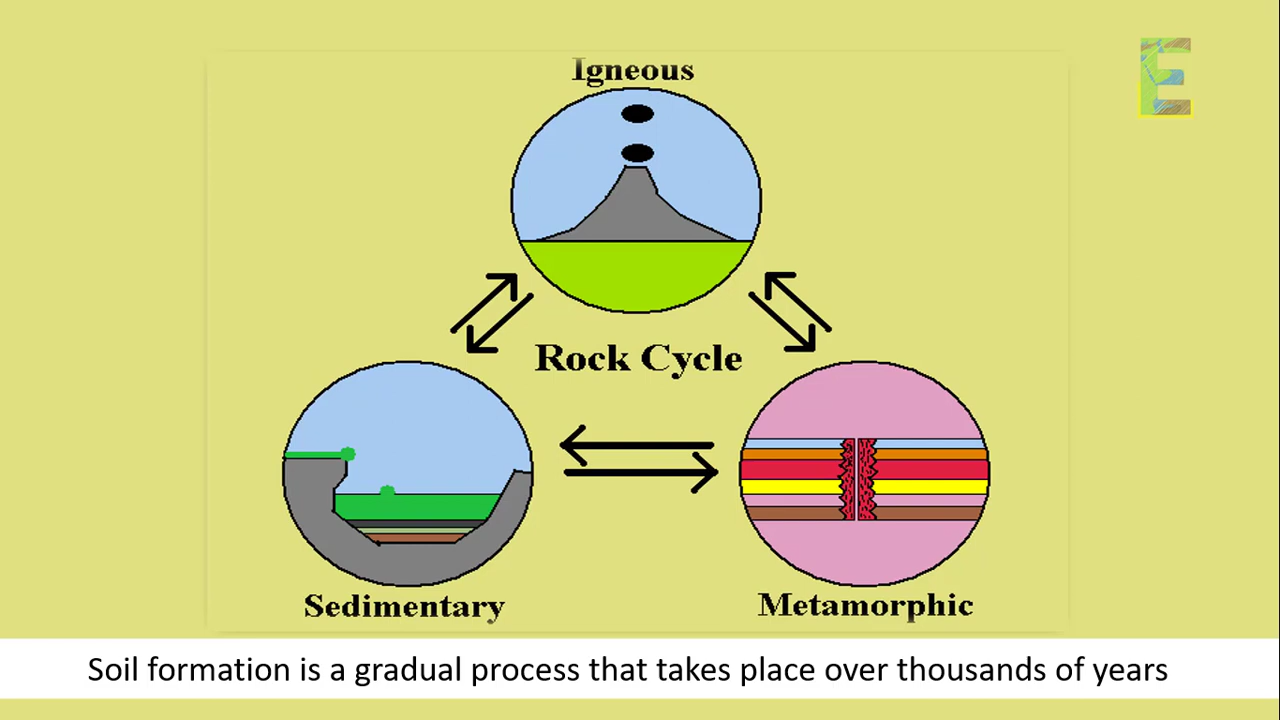 Igneous
E
Rock Cycle
Sedimentary
Metamorphic
Soil formation is a gradual process that takes place over thousands of years